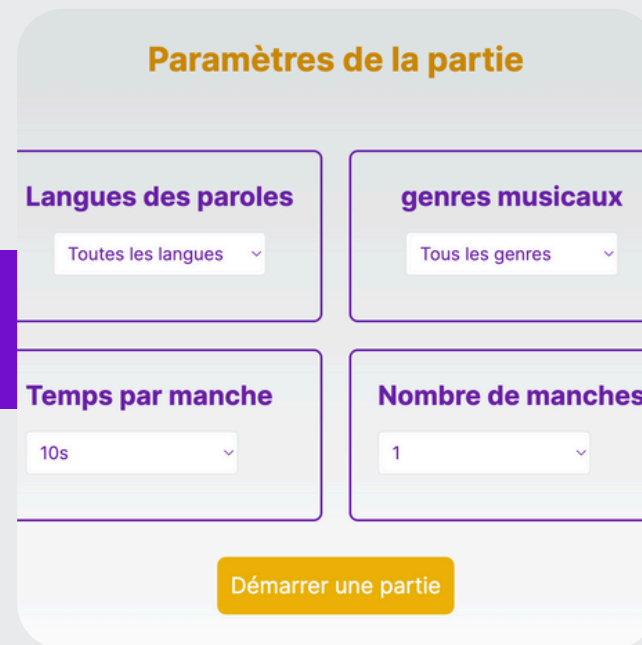 Paramètres de la partie
Langues des paroles
Toutes les langues
genres musicaux
Tous les genres
Temps par manche
10s
Nombre de manches
1
Démarrer une partie